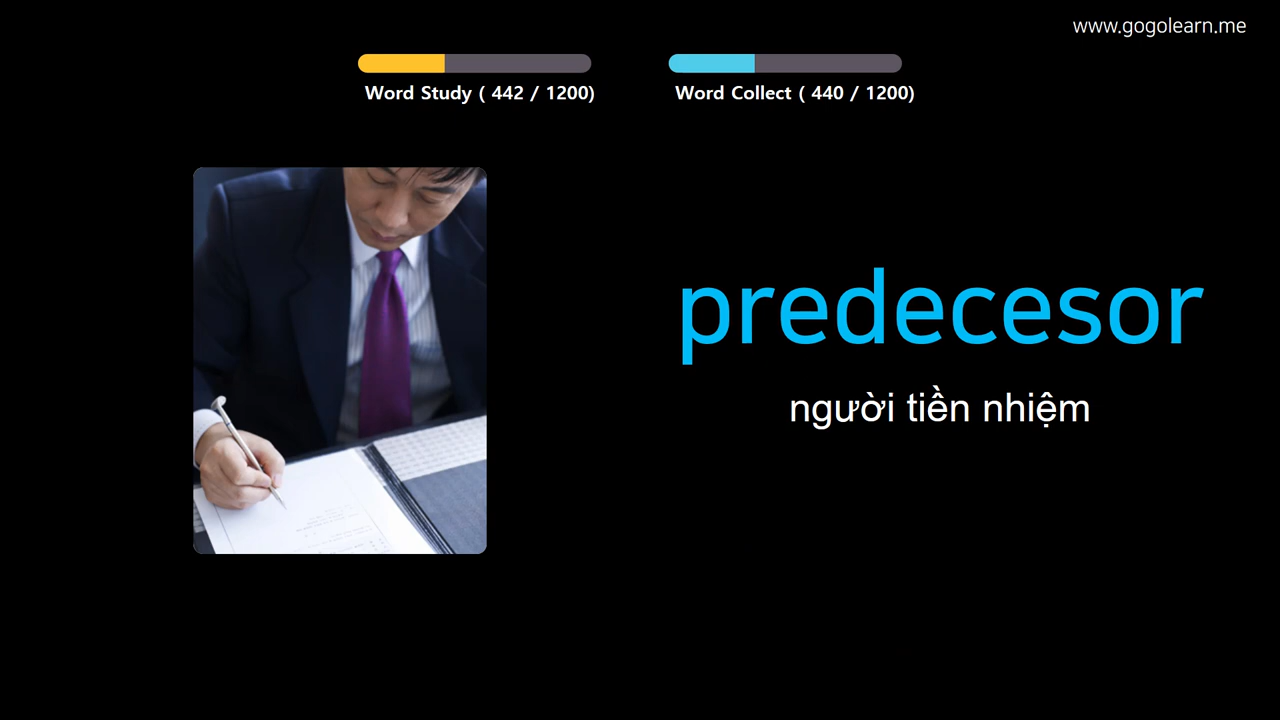 www.gogolearn.me
Word Study ( 442 / 1200)
Word Collect ( 440 / 1200)
predecesor
người tiền nhiệm